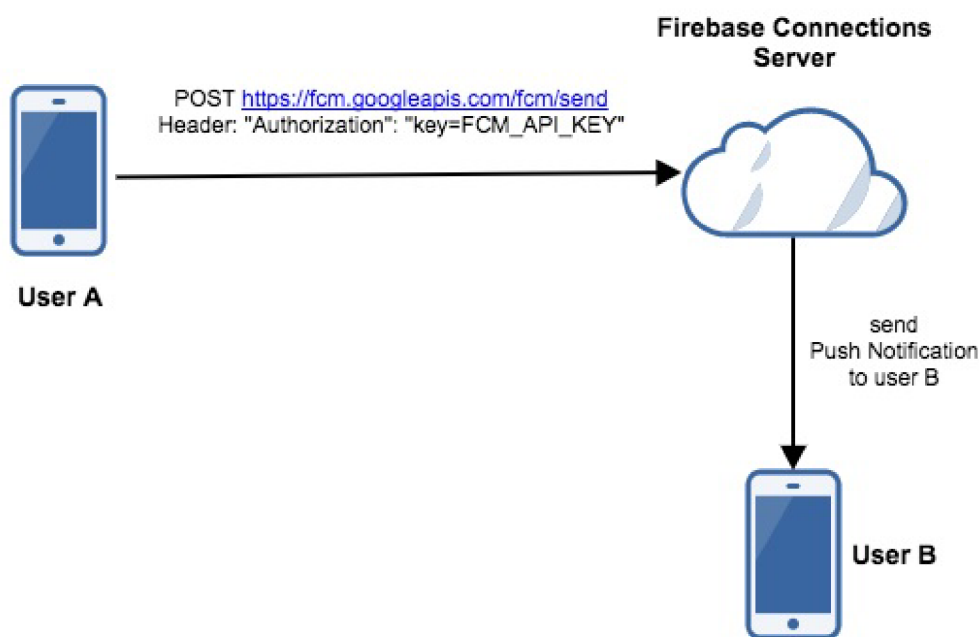 Firebase Connections
Server
POST https://fcm.googleapis.com/fcm/send
Header: "Authorization": "key=FCM_API_KEY"
User A
send
Push Notification
to user B
User B